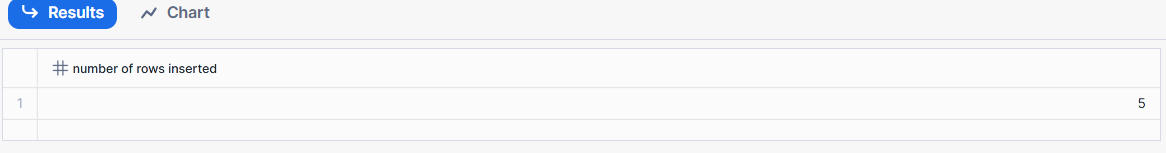 Results Chart
number of rows inserted
1 5